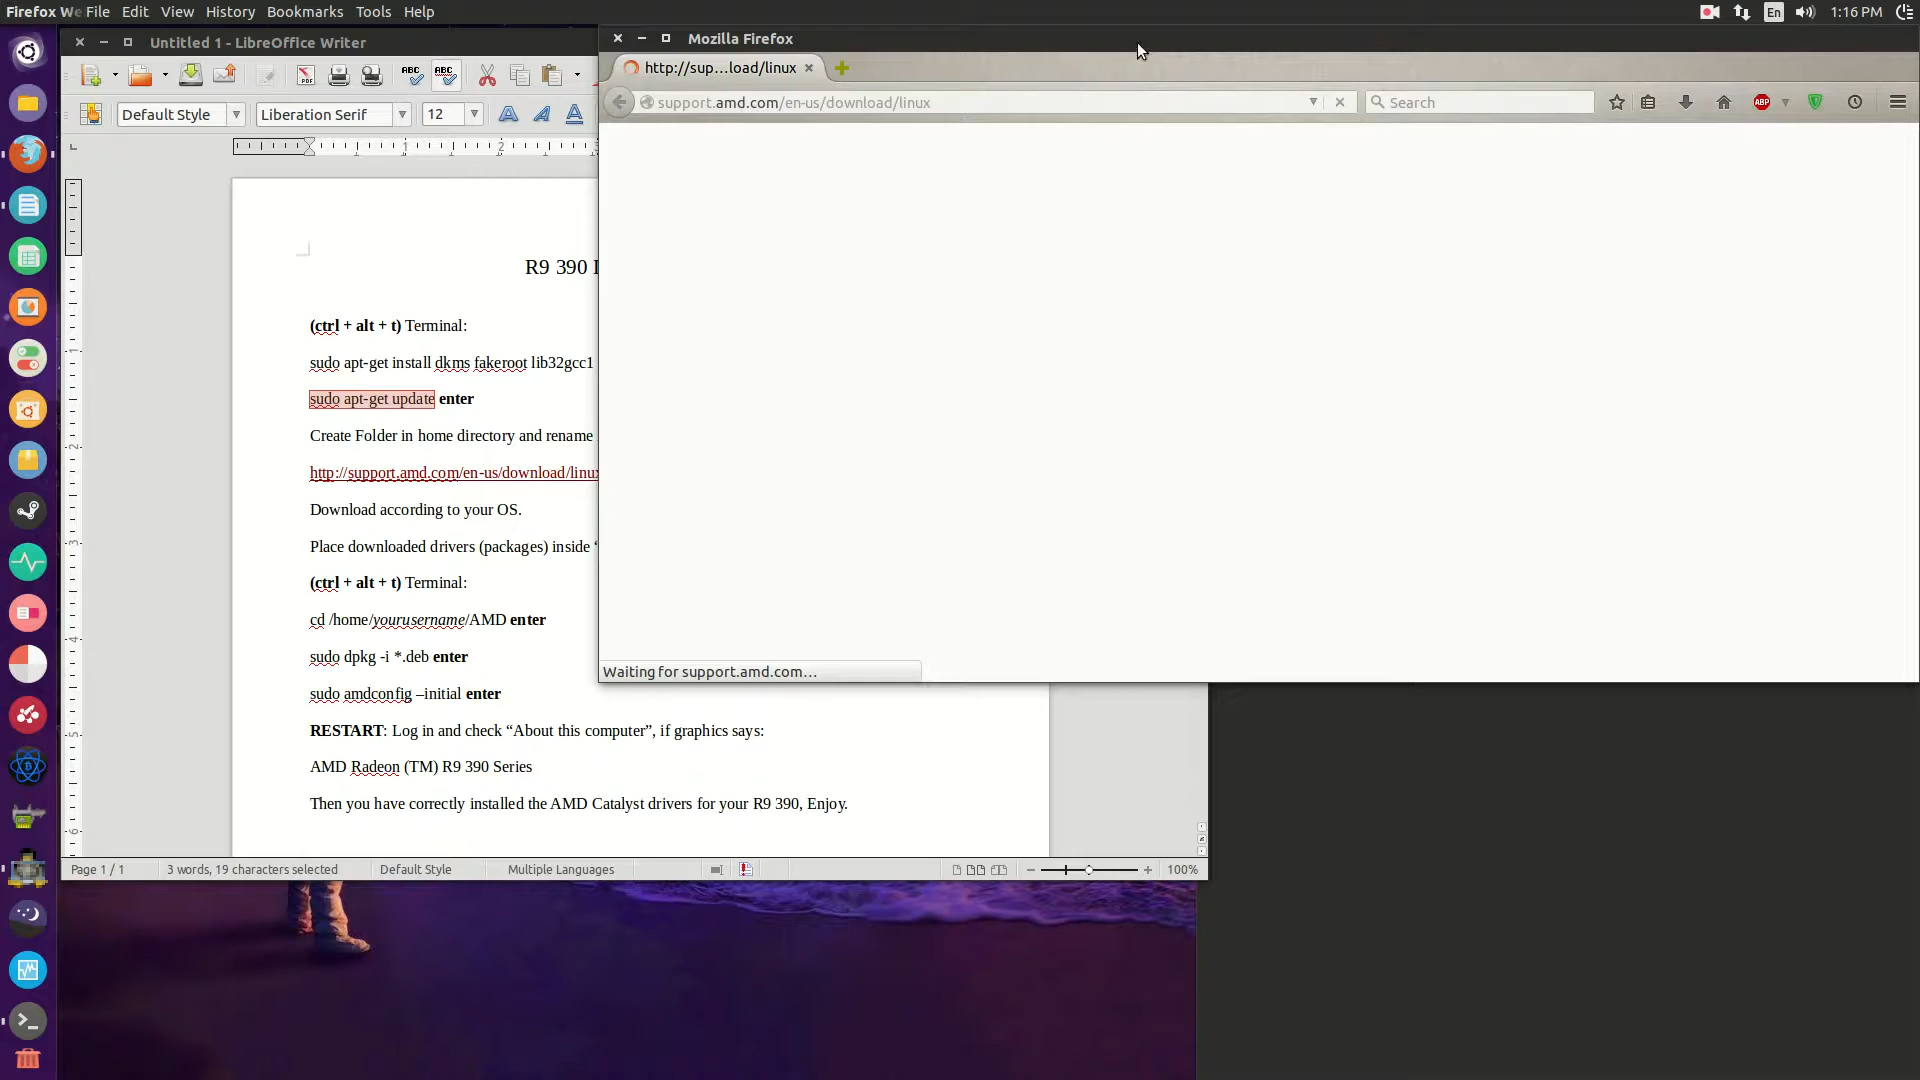 Firefox We File Edit View History Bookmarks Tools Help
En 1:16 PM
Untitled 1 - LibreOffice Writer
Default Style Liberation Serif 12
1 2
R9 390
(ctrl + alt + t) Terminal:
sudo apt-get install dkms fakeroot lib32gcc1
sudo apt-get update enter
Create Folder in home directory and rename
http://support.amd.com/en-us/download/linux
Download according to your OS.
Place downloaded drivers (packages) inside “
(ctrl + alt + t) Terminal:
cd /home/yourusername/AMD enter
sudo dpkg -i *.deb enter
sudo amdconfig –initial enter
RESTART: Log in and check “About this computer”, if graphics says:
AMD Radeon (TM) R9 390 Series
Then you have correctly installed the AMD Catalyst drivers for your R9 390, Enjoy.
Page 1 / 1 3 words, 19 characters selected Default Style Multiple Languages 100%
Mozilla Firefox
http://sup...load/linux
support.amd.com/en-us/download/linux Search ABP
Waiting for support.amd.com...